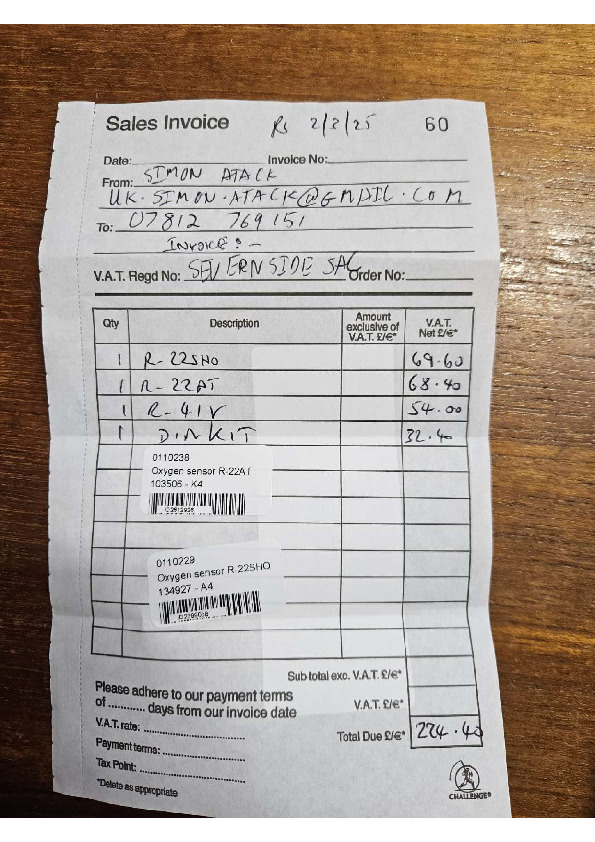 Sales Invoice Rs 2/3/25 60
Date: Invoice No:
From: SIMON ATACK
UK.SIMON.ATACK@GMAIL.COM
To: 07812 769151
INVOICE:-
V.A.T. Regd No: SEVERNSIDE SAC Order No:
Qty Description Amount exclusive of V.A.T. £/€* V.A.T. Net £/€*
1 R-22SHO 69.60
1 R-22AT 68.40
1 R-41V 54.00
1 DIN KIT 32.40
0110238
Oxygen sensor R-22AT
103506 - K4
0110229
Oxygen sensor R-22SHO
134927 - A4
Sub total exc. V.A.T. £/€*
Please adhere to our payment terms
of ........... days from our invoice date
V.A.T. £/€*
V.A.T. rate:
Total Due £/€* 224.40
Payment terms:
Tax Point:
*Delete as appropriate
CHALLENGE®